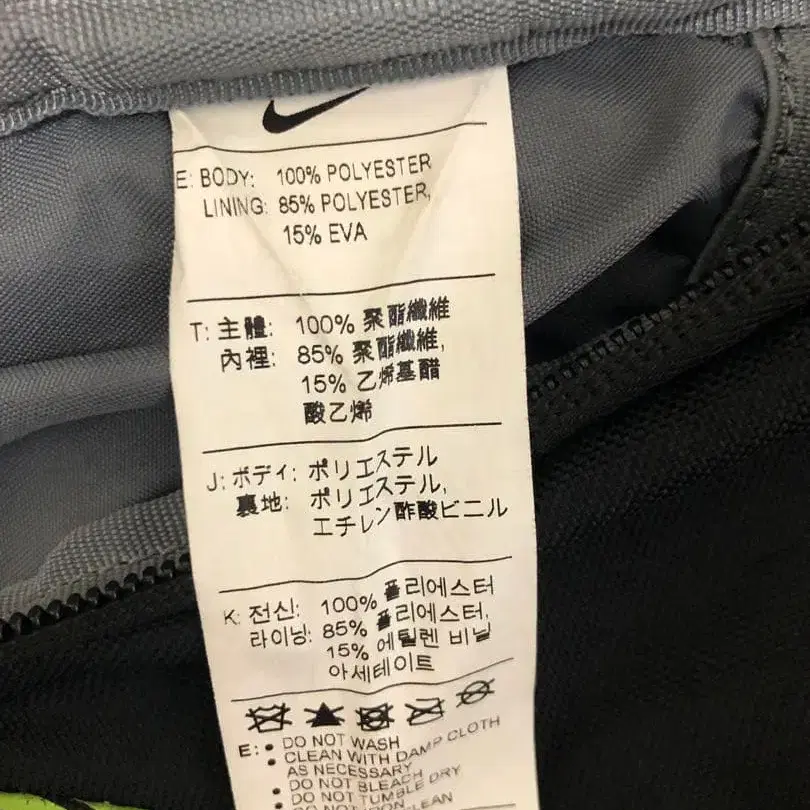 E: BODY: 100% POLYESTER
LINING: 85% POLYESTER,
15% EVA
T: 主體: 100% 聚酯纖維
內裡: 85% 聚酯纖維,
15% 乙烯基醋
酸乙烯
J: ボディ: ポリエステル
裏地: ポリエステル,
エチレン酢酸ビニル
K: 전신: 100% 폴리에스터
라이닝: 85% 폴리에스터,
15% 에틸렌 비닐
아세테이트
E: • DO NOT WASH
• CLEAN WITH DAMP CLOTH
AS NECESSARY
• DO NOT BLEACH
• DO NOT TUMBLE DRY
• DO NOT IRON
CLEAN